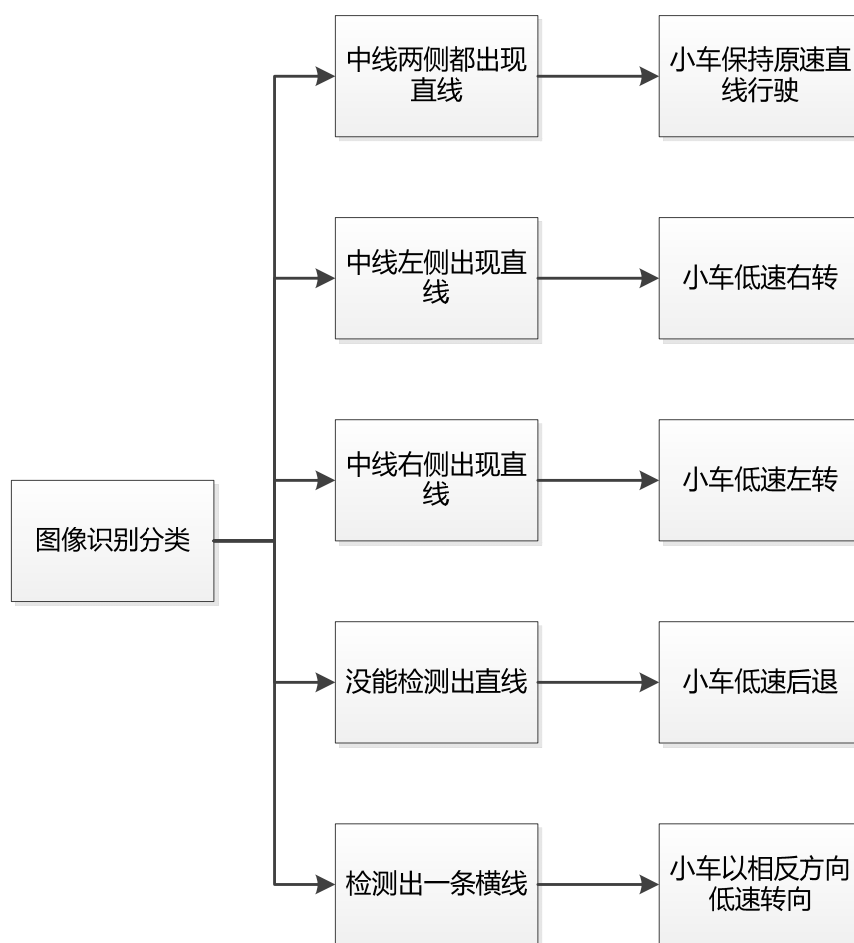 中线两侧都出现
直线
小车保持原速直
线行驶
中线左侧出现直
线
小车低速右转
中线右侧出现直
线
小车低速左转
图像识别分类
没能检测出直线
小车低速后退
检测出一条横线
小车以相反方向
低速转向